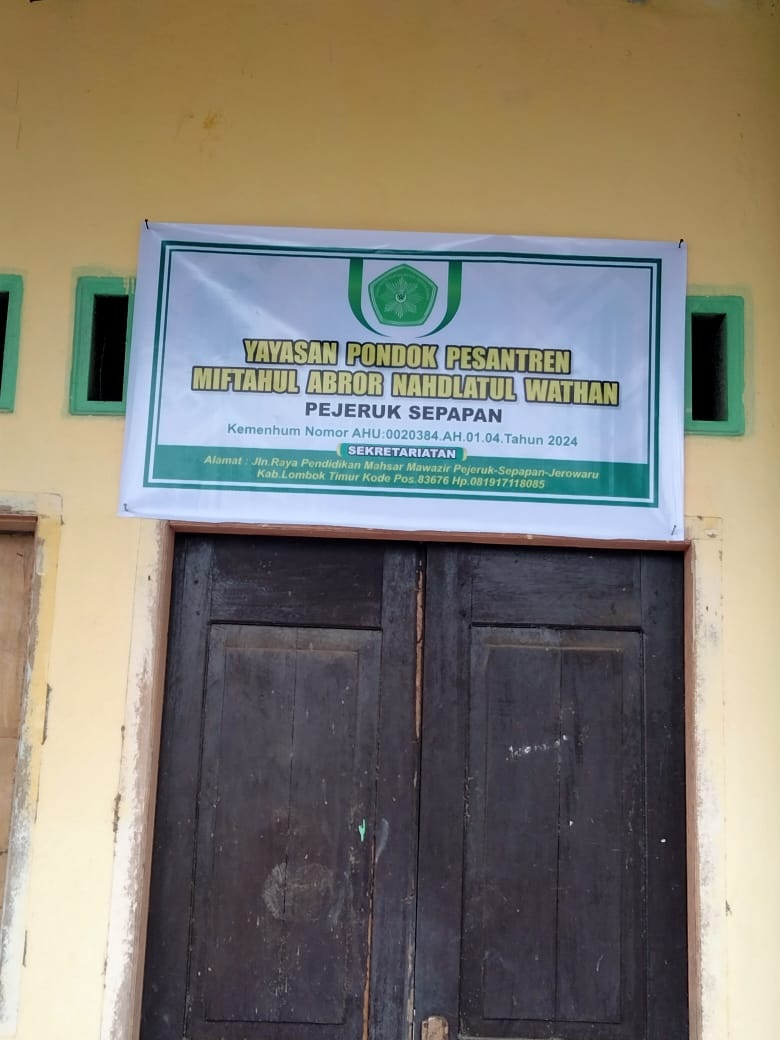 YAYASAN PONDOK PESANTREN
MIFTAHUL ABROR NAHDLATUL WATHAN
PEJERUK SEPAPAN
Kemenhum Nomor AHU:0020384.AH.01.04.Tahun 2024
SEKRETARIATAN
Alamat : Jln.Raya Pendidikan Mahsar Mawazir Pejeruk-Sepapan-Jerowaru
Kab.Lombok Timur Kode Pos.83676 Hp.081917118085